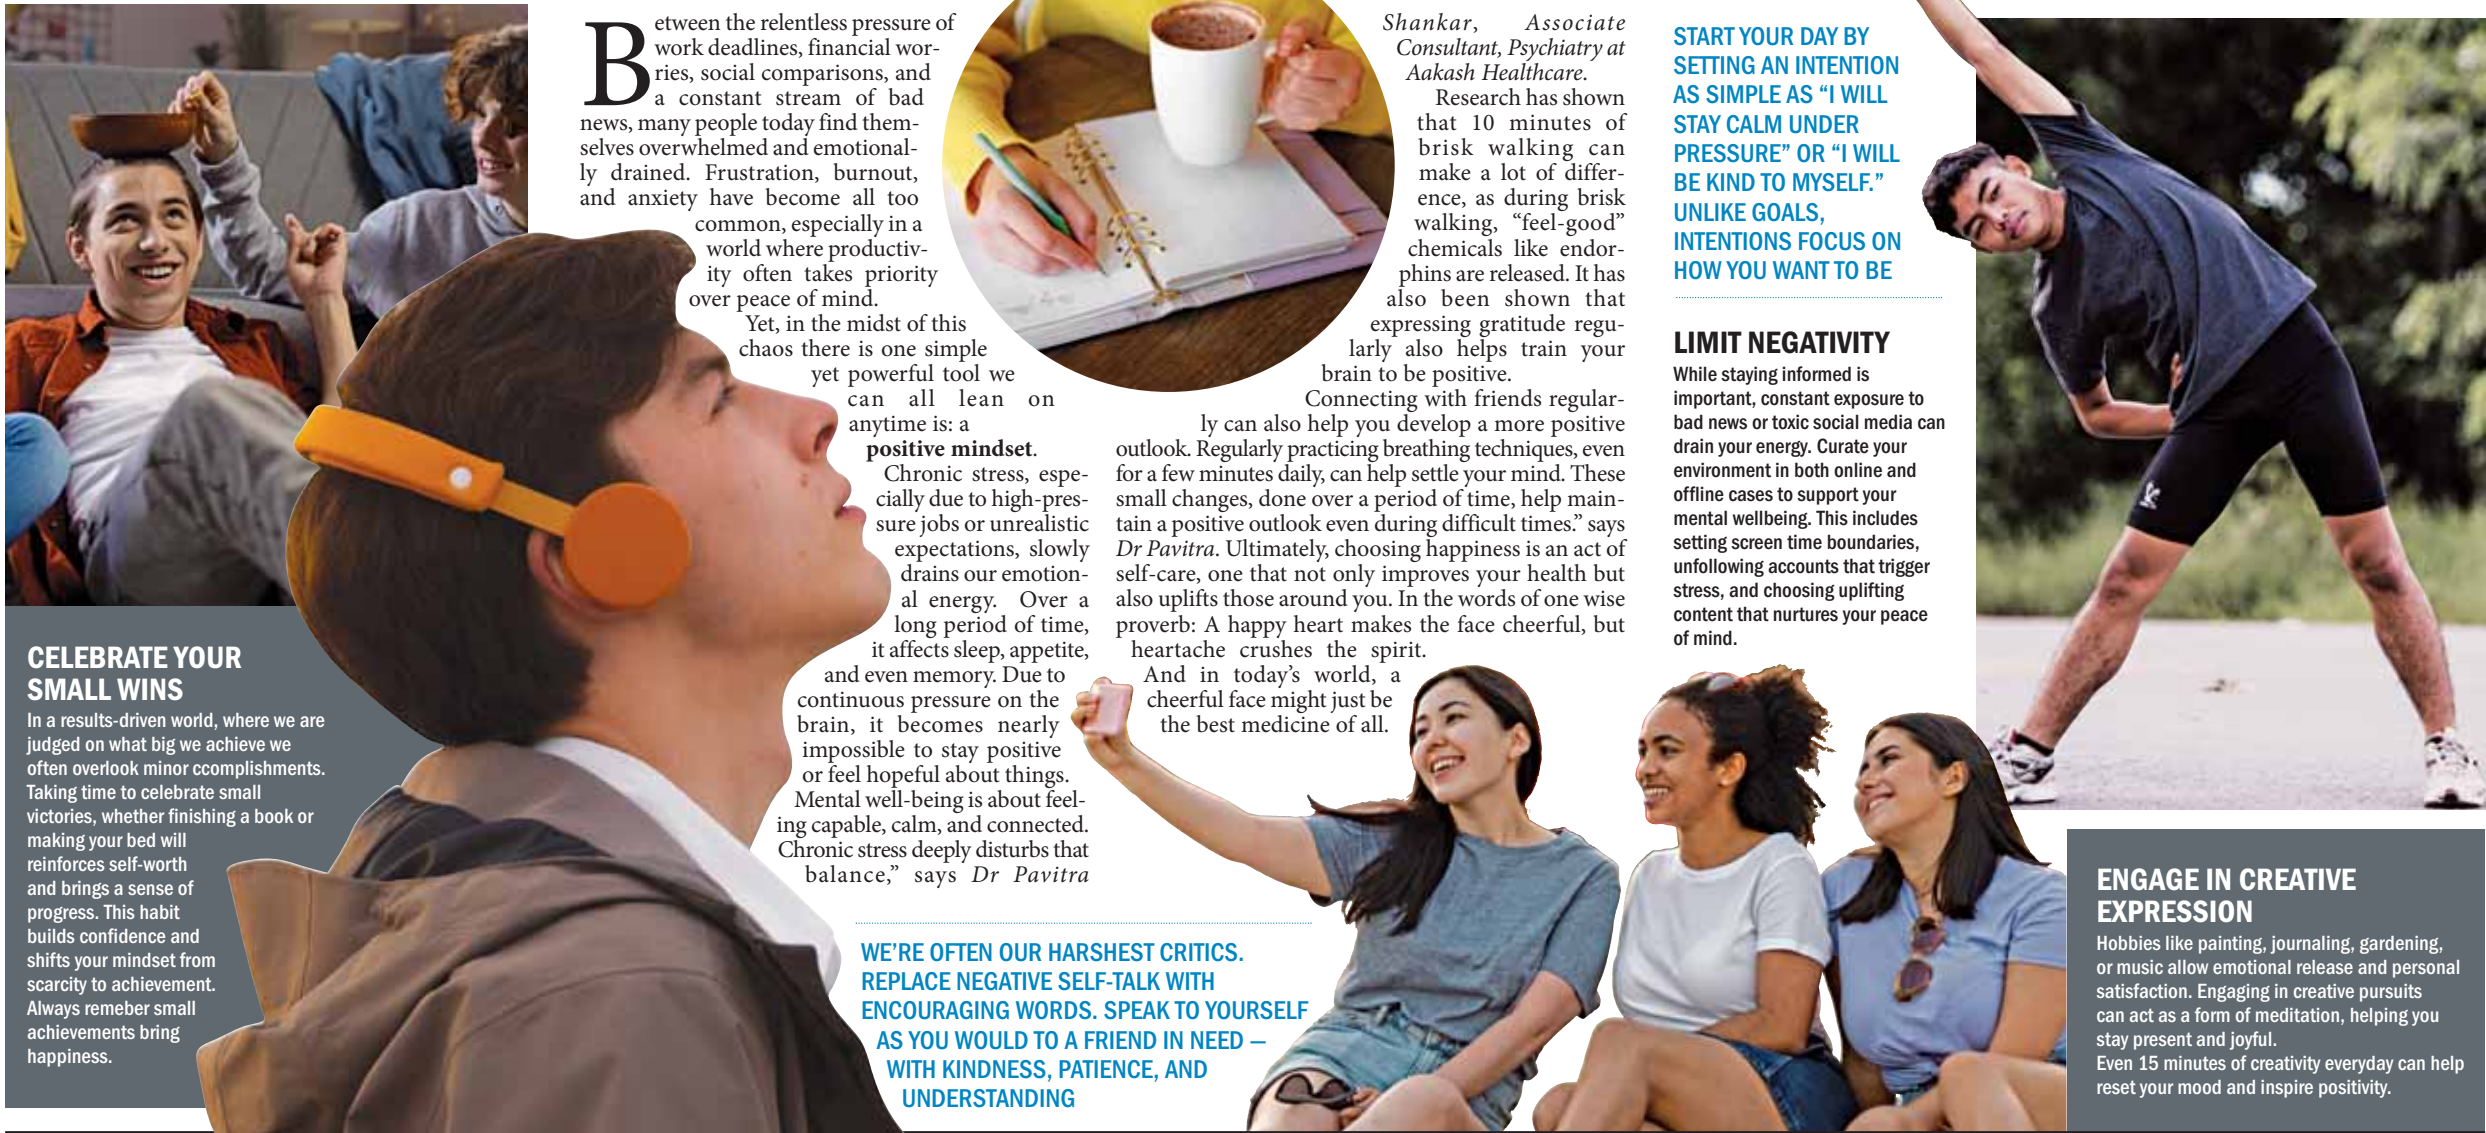 Between the relentless pressure of
work deadlines, financial wor-
ries, social comparisons, and
a constant stream of bad
news, many people today find them-
selves overwhelmed and emotional-
ly drained. Frustration, burnout,
and anxiety have become all too
common, especially in a
world where productiv-
ity often takes priority
over peace of mind.
Yet, in the midst of this
chaos there is one simple
yet powerful tool we
can all lean on
anytime is: a
positive mindset.
Chronic stress, espe-
cially due to high-pres-
sure jobs or unrealistic
expectations, slowly
drains our emotion-
al energy. Over a
long period of time,
it affects sleep, appetite,
and even memory. Due to
continuous pressure on the
brain, it becomes nearly
impossible to stay positive
or feel hopeful about things.
Mental well-being is about feel-
ing capable, calm, and connected.
Chronic stress deeply disturbs that
balance,” says Dr Pavitra
Shankar, Associate
Consultant, Psychiatry at
Aakash Healthcare.
Research has shown
that 10 minutes of
brisk walking can
make a lot of differ-
ence, as during brisk
walking, “feel-good”
chemicals like endor-
phins are released. It has
also been shown that
expressing gratitude regu-
larly also helps train your
brain to be positive.
Connecting with friends regular-
ly can also help you develop a more positive
outlook. Regularly practicing breathing techniques, even
for a few minutes daily, can help settle your mind. These
small changes, done over a period of time, help main-
tain a positive outlook even during difficult times.” says
Dr Pavitra. Ultimately, choosing happiness is an act of
self-care, one that not only improves your health but
also uplifts those around you. In the words of one wise
proverb: A happy heart makes the face cheerful, but
heartache crushes the spirit.
And in today’s world, a
cheerful face might just be
the best medicine of all.
WE’RE OFTEN OUR HARSHEST CRITICS.
REPLACE NEGATIVE SELF-TALK WITH
ENCOURAGING WORDS. SPEAK TO YOURSELF
AS YOU WOULD TO A FRIEND IN NEED —
WITH KINDNESS, PATIENCE, AND
UNDERSTANDING
CELEBRATE YOUR
SMALL WINS
In a results-driven world, where we are
judged on what big we achieve we
often overlook minor ccomplishments.
Taking time to celebrate small
victories, whether finishing a book or
making your bed will
reinforces self-worth
and brings a sense of
progress. This habit
builds confidence and
shifts your mindset from
scarcity to achievement.
Always remeber small
achievements bring
happiness.
START YOUR DAY BY
SETTING AN INTENTION
AS SIMPLE AS “I WILL
STAY CALM UNDER
PRESSURE” OR “I WILL
BE KIND TO MYSELF.”
UNLIKE GOALS,
INTENTIONS FOCUS ON
HOW YOU WANT TO BE
LIMIT NEGATIVITY
While staying informed is
important, constant exposure to
bad news or toxic social media can
drain your energy. Curate your
environment in both online and
offline cases to support your
mental wellbeing. This includes
setting screen time boundaries,
unfollowing accounts that trigger
stress, and choosing uplifting
content that nurtures your peace
of mind.
ENGAGE IN CREATIVE
EXPRESSION
Hobbies like painting, journaling, gardening,
or music allow emotional release and personal
satisfaction. Engaging in creative pursuits
can act as a form of meditation, helping you
stay present and joyful.
Even 15 minutes of creativity everyday can help
reset your mood and inspire positivity.